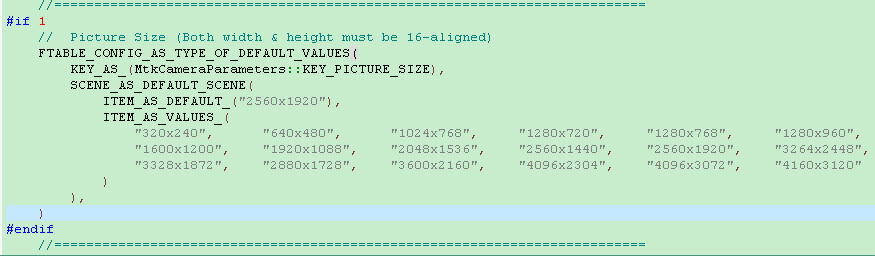 //==========================================================================
#if 1
//  Picture Size (Both width & height must be 16-aligned)
FTABLE_CONFIG_AS_TYPE_OF_DEFAULT_VALUES(
KEY_AS_(MtkCameraParameters::KEY_PICTURE_SIZE),
SCENE_AS_DEFAULT_SCENE(
ITEM_AS_DEFAULT_("2560x1920"),
ITEM_AS_VALUES_(
"320x240", "640x480", "1024x768", "1280x720", "1280x768", "1280x960",
"1600x1200", "1920x1088", "2048x1536", "2560x1440", "2560x1920", "3264x2448",
"3328x1872", "2880x1728", "3600x2160", "4096x2304", "4096x3072", "4160x3120"
)
),
)
#endif
//==========================================================================